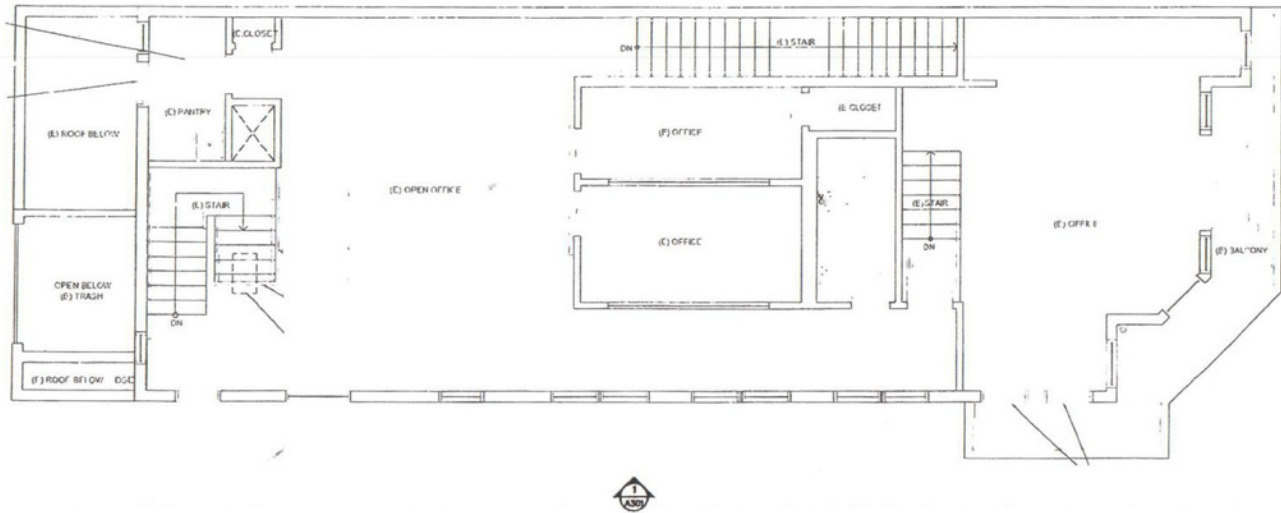 (E) CLOSET
DN
(E) STAIR
(E) PANTRY
(E) CLOSET
(E) ROOF BELOW
(E) OFFICE
(E) OPEN OFFICE
(E) STAIR
(E) STAIR
(E) OFFICE
(E) OFFICE
(E) BALCONY
DN
OPEN BELOW
(E) TRASH
DN
(E) ROOF BELOW
1
A301